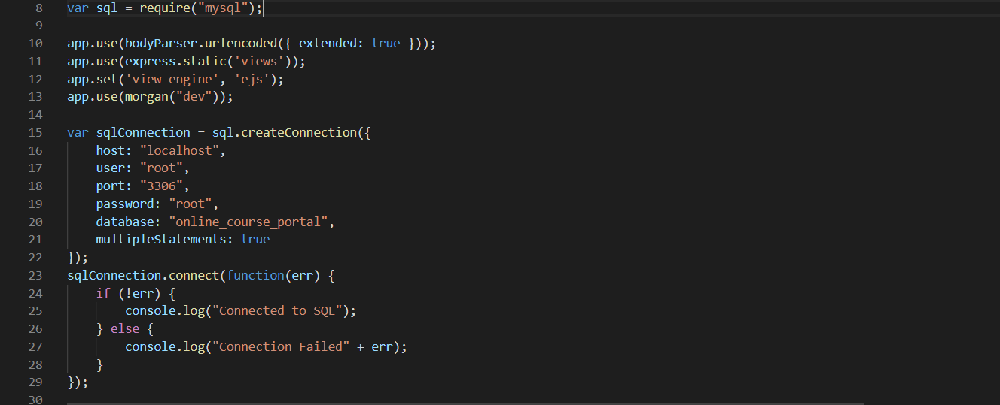 8 var sql = require("mysql");
9
10 app.use(bodyParser.urlencoded({ extended: true }));
11 app.use(express.static('views'));
12 app.set('view engine', 'ejs');
13 app.use(morgan("dev"));
14
15 var sqlConnection = sql.createConnection({
16     host: "localhost",
17     user: "root",
18     port: "3306",
19     password: "root",
20     database: "online_course_portal",
21     multipleStatements: true
22 });
23 sqlConnection.connect(function(err) {
24     if (!err) {
25         console.log("Connected to SQL");
26     } else {
27         console.log("Connection Failed" + err);
28     }
29 });
30